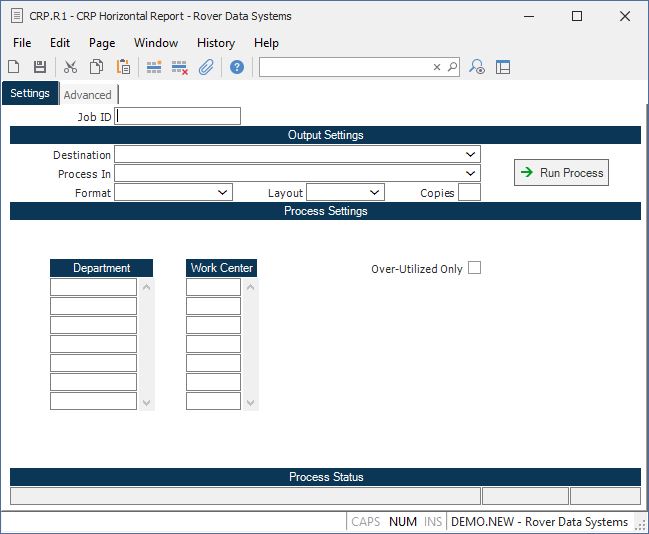 CRP.R1 - CRP Horizontal Report - Rover Data Systems
File Edit Page Window History Help
Settings Advanced
Job ID
Output Settings
Destination
Process In
Run Process
Format Layout Copies
Process Settings
Department Work Center Over-Utilized Only
Process Status
CAPS NUM INS DEMO.NEW - Rover Data Systems